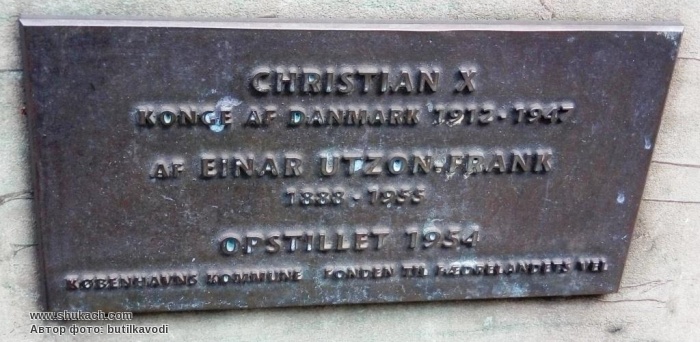 CHRISTIAN X
KONGE AF DANMARK 1912 - 1947
AF EINAR UTZON-FRANK
1888 - 1955
OPSTILLET 1954
KØBENHAVNS KOMMUNE FONDEN TIL FÆDRELANDETS VEL
www.shukach.com
Автор фото: butilkavodi